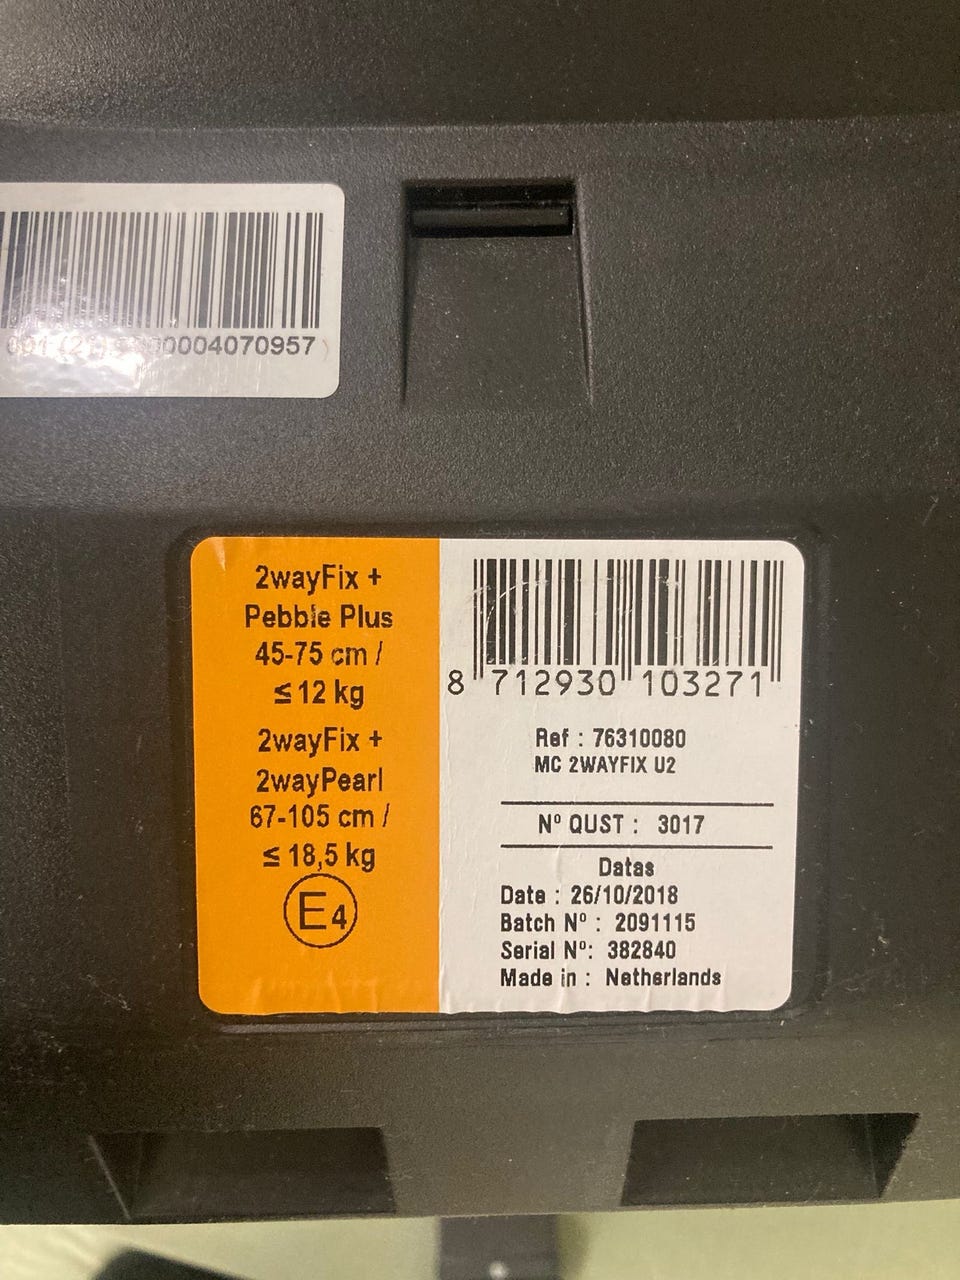 00004070957
2wayFix +
Pebble Plus
45-75 cm /
≤ 12 kg
2wayFix +
2wayPearl
67-105 cm /
≤ 18,5 kg
E4
8 712930 103271
Ref : 76310080
MC 2WAYFIX U2
Nº QUST : 3017
Datas
Date : 26/10/2018
Batch Nº : 2091115
Serial Nº: 382840
Made in : Netherlands